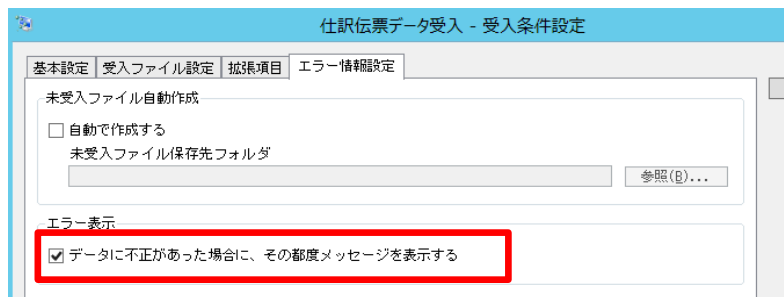 仕訳伝票データ受入 - 受入条件設定
基本設定 受入ファイル設定 拡張項目 エラー情報設定
未受入ファイル自動作成
自動で作成する
未受入ファイル保存先フォルダ
参照(B)...
エラー表示
データに不正があった場合に、その都度メッセージを表示する